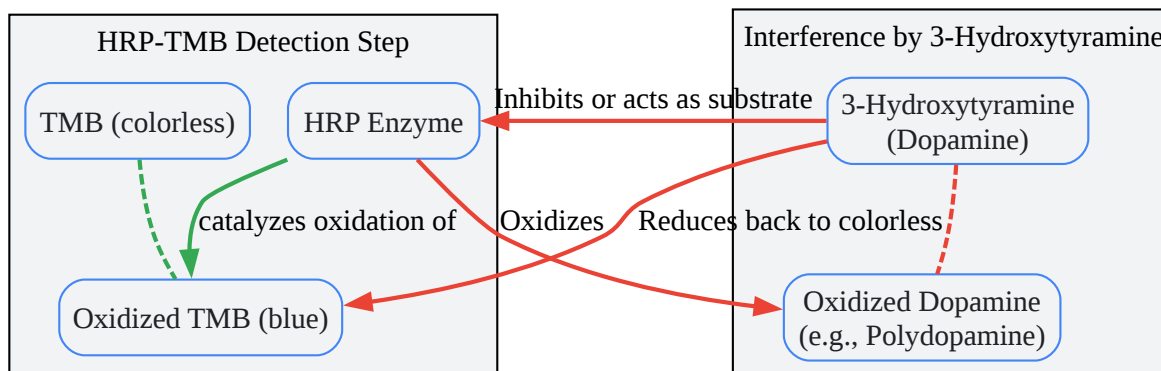 HRP-TMB Detection Step
Interference by 3-Hydroxytyramine
TMB (colorless)
HRP Enzyme
Inhibits or acts as substrate
3-Hydroxytyramine
(Dopamine)
catalyzes oxidation of
Oxidizes
Reduces back to colorless
Oxidized TMB (blue)
Oxidized Dopamine
(e.g., Polydopamine)